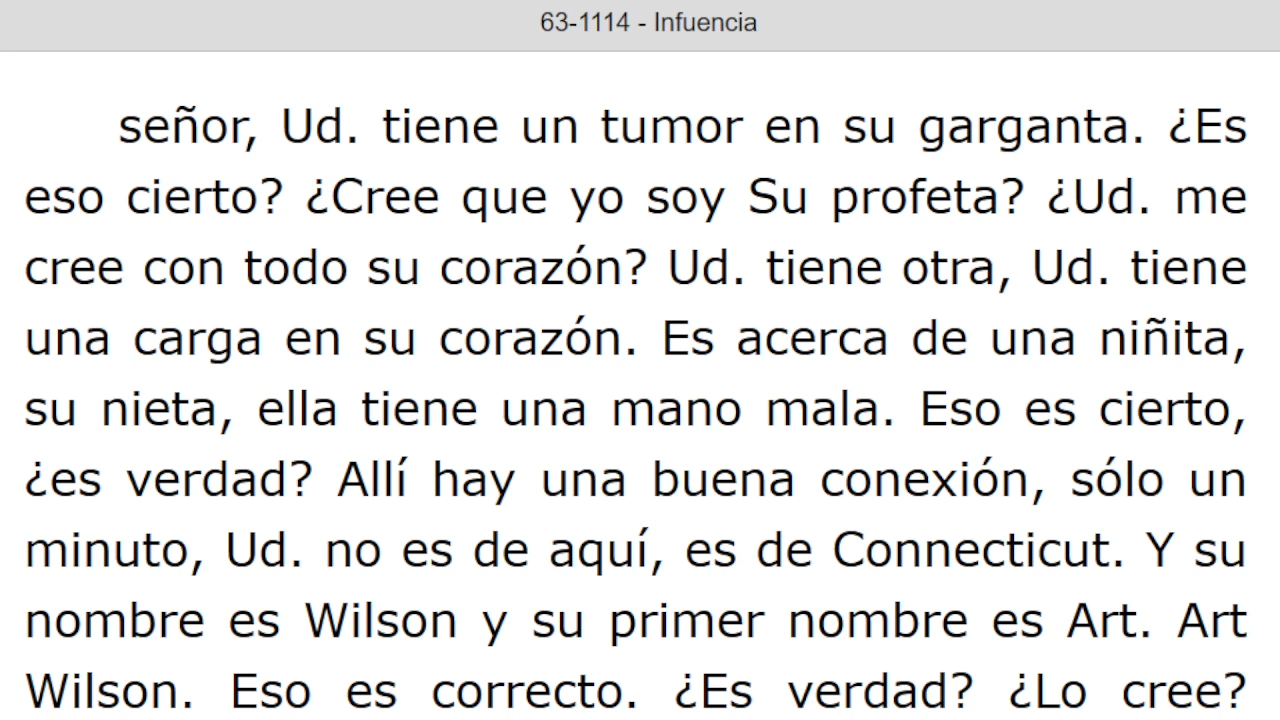 63-1114 - Infuencia
señor, Ud. tiene un tumor en su garganta. ¿Es
eso cierto? ¿Cree que yo soy Su profeta? ¿Ud. me
cree con todo su corazón? Ud. tiene otra, Ud. tiene
una carga en su corazón. Es acerca de una niñita,
su nieta, ella tiene una mano mala. Eso es cierto,
¿es verdad? Allí hay una buena conexión, sólo un
minuto, Ud. no es de aquí, es de Connecticut. Y su
nombre es Wilson y su primer nombre es Art. Art
Wilson. Eso es correcto. ¿Es verdad? ¿Lo cree?